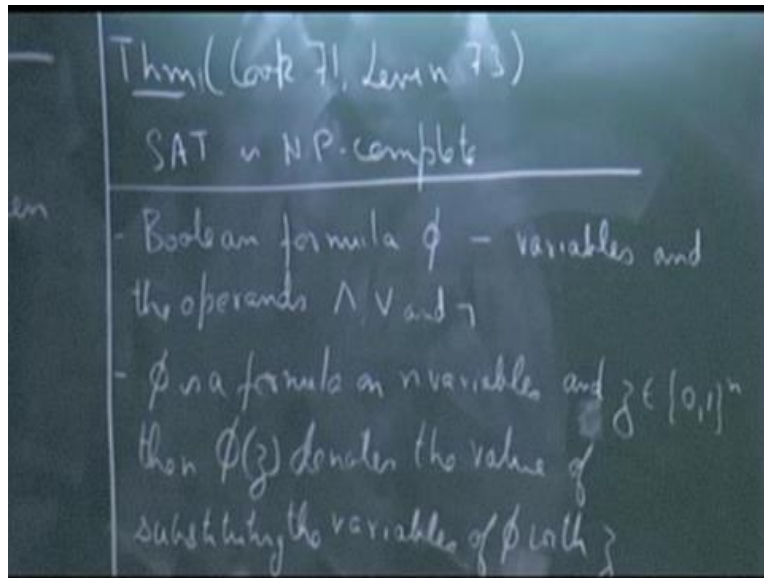 Thm, (Cook 71, Levin 73)
SAT is NP-complete
en
- Boolean formula ϕ - variables and
the operands ∧, ∨ and ¬
- ϕ is a formula on n variables and z ∈ {0,1}ⁿ
then ϕ(z) denotes the value of
substituting the variables of ϕ with z